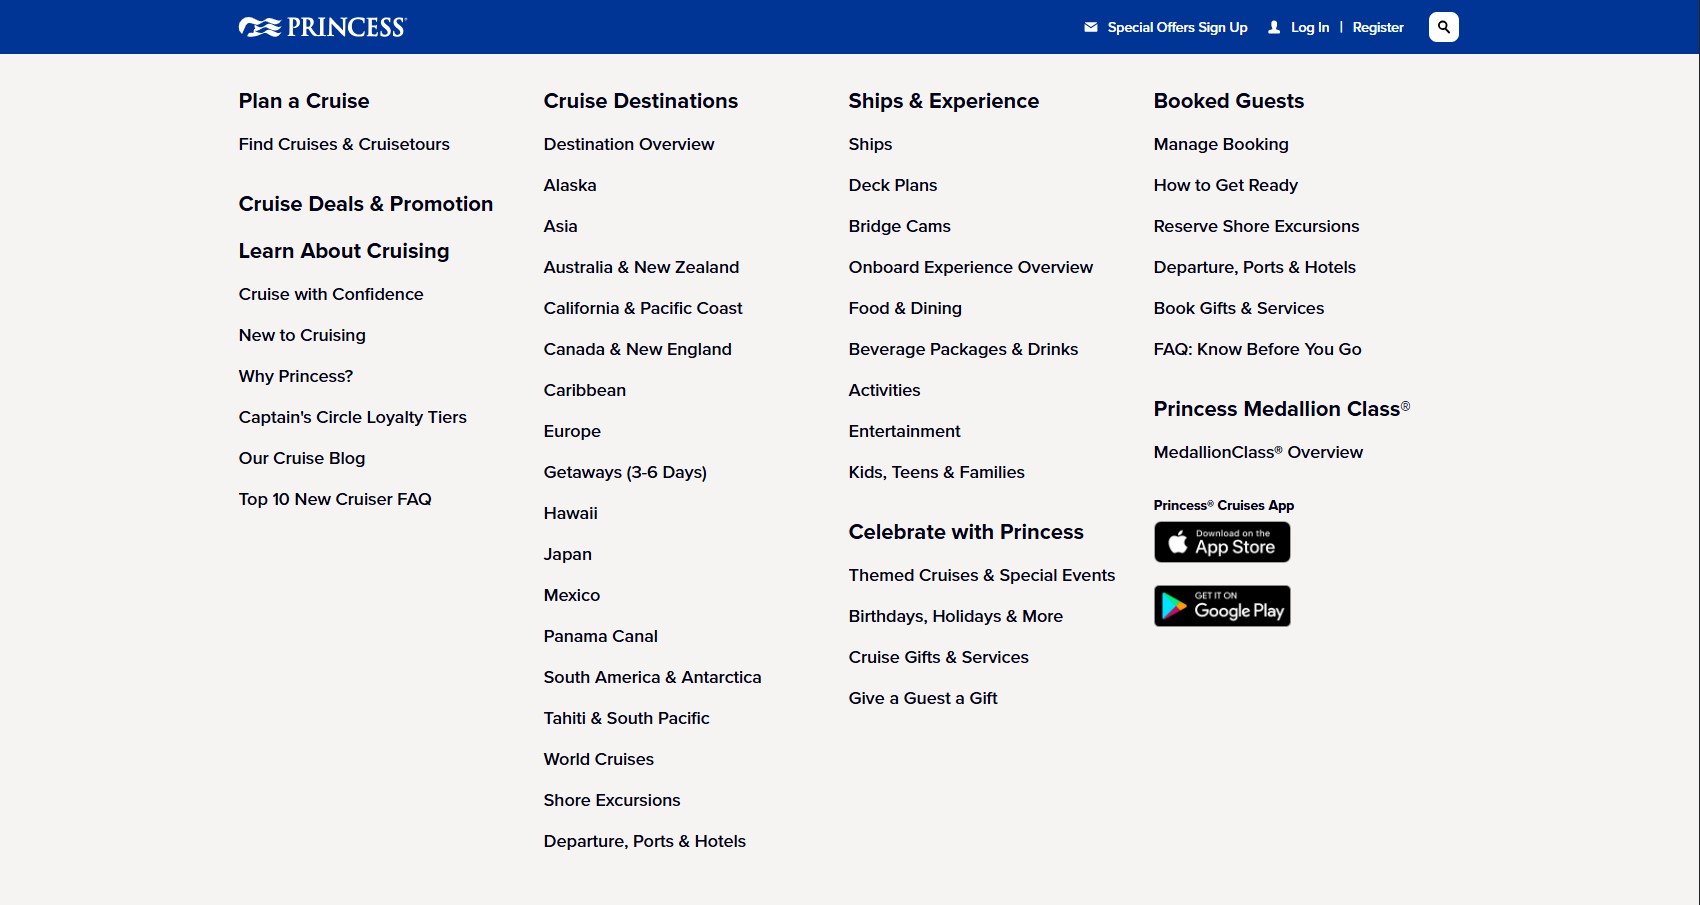 PRINCESS
Special Offers Sign Up
Log In | Register
Plan a Cruise
Find Cruises & Cruisetours
Cruise Deals & Promotion
Learn About Cruising
Cruise with Confidence
New to Cruising
Why Princess?
Captain's Circle Loyalty Tiers
Our Cruise Blog
Top 10 New Cruiser FAQ
Cruise Destinations
Destination Overview
Alaska
Asia
Australia & New Zealand
California & Pacific Coast
Canada & New England
Caribbean
Europe
Getaways (3-6 Days)
Hawaii
Japan
Mexico
Panama Canal
South America & Antarctica
Tahiti & South Pacific
World Cruises
Shore Excursions
Departure, Ports & Hotels
Ships & Experience
Ships
Deck Plans
Bridge Cams
Onboard Experience Overview
Food & Dining
Beverage Packages & Drinks
Activities
Entertainment
Kids, Teens & Families
Celebrate with Princess
Themed Cruises & Special Events
Birthdays, Holidays & More
Cruise Gifts & Services
Give a Guest a Gift
Booked Guests
Manage Booking
How to Get Ready
Reserve Shore Excursions
Departure, Ports & Hotels
Book Gifts & Services
FAQ: Know Before You Go
Princess Medallion Class®
MedallionClass® Overview
Princess® Cruises App
Download on the
App Store
GET IT ON
Google Play